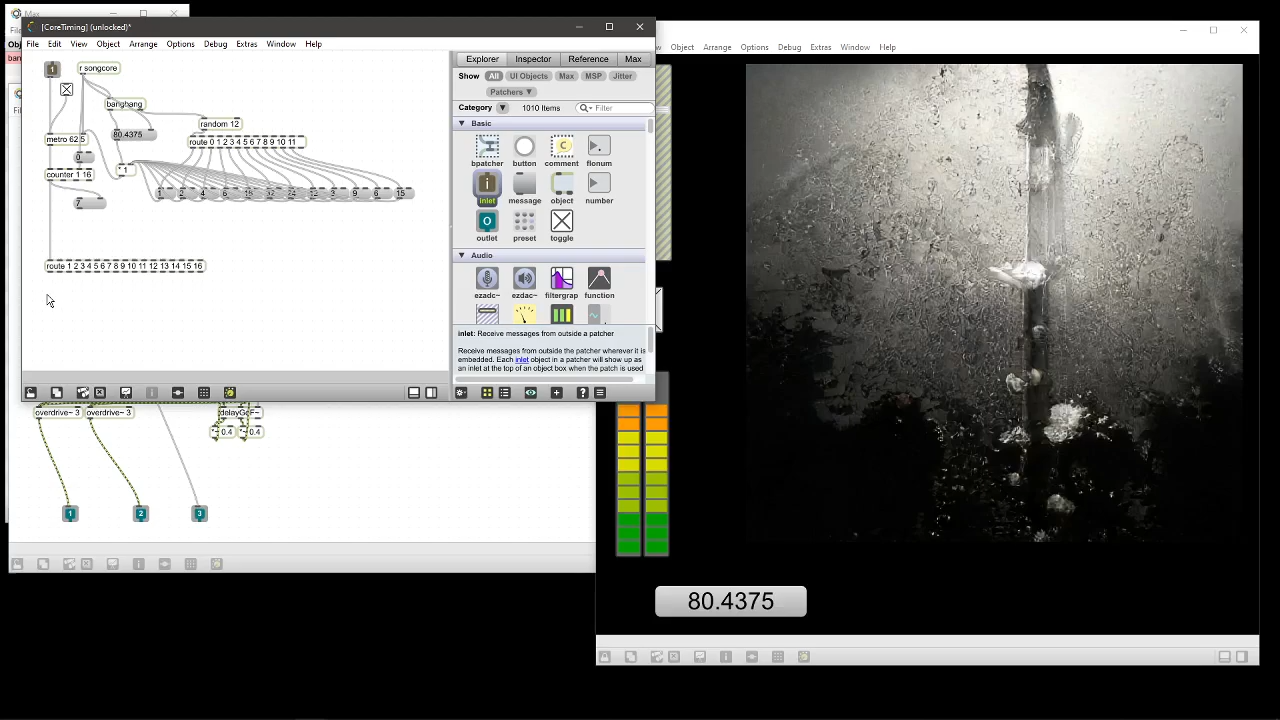 Max
[CoreTiming] (unlocked)*
File Edit View Object Arrange Options Debug Extras Window Help
Object Arrange Options Debug Extras Window Help
r songcore
bangbang
80.4375
random 12
metro 62.5
route 0 1 2 3 4 5 6 7 8 9 10 11
0
* 1
counter 1 16
7
route 1 2 3 4 5 6 7 8 9 10 11 12 13 14 15 16
Explorer Inspector Reference Max
Show All UI Objects Max MSP Jitter
Patchers
Category 1010 Items Filter
Basic
bpatcher button comment flonum
inlet message object number
outlet preset toggle
Audio
ezadc~ ezdac~ filtergrap function
inlet: Receive messages from outside a patcher
Receive messages from outside the patcher wherever it is
embedded. Each inlet object in a patcher will show up as
an inlet at the top of an object box when the patch is used
overdrive~ 3 overdrive~ 3
*~ 0.4 *~ 0.4
1 2 3
80.4375